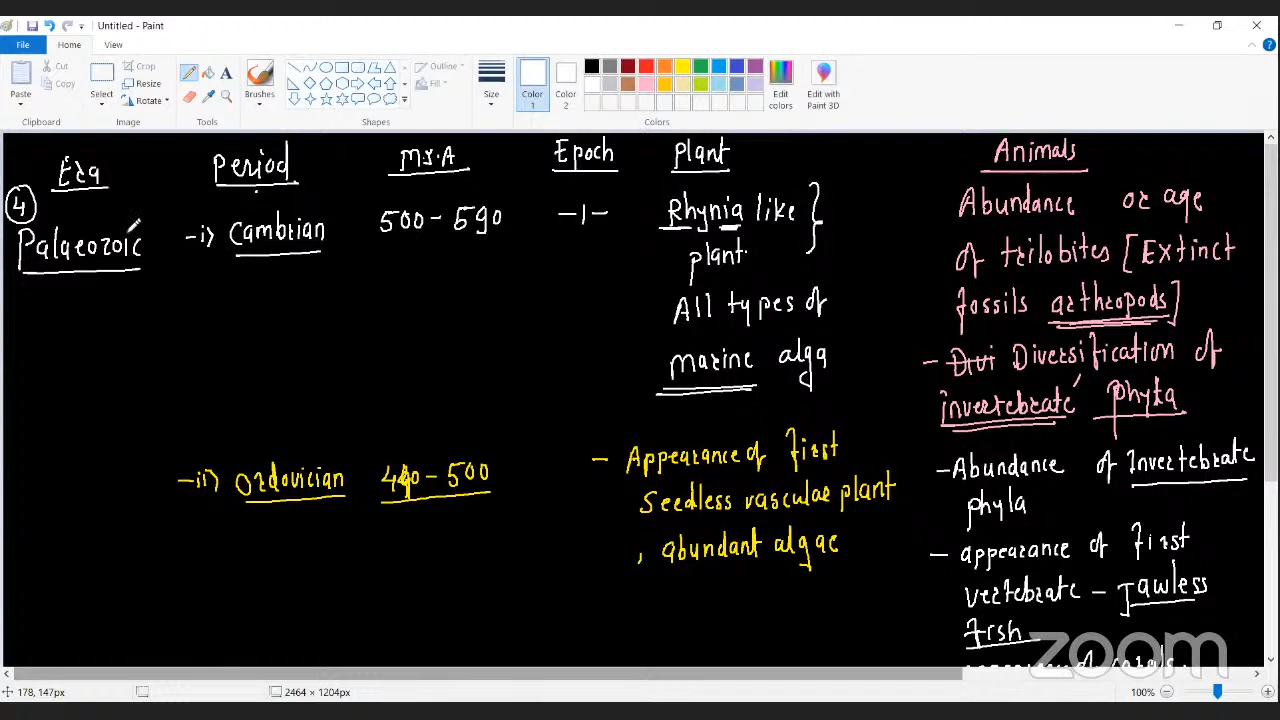 Untitled - Paint
File Home View
Paste Cut Copy Select Crop Resize Rotate Brushes Outline Fill Size Color 1 Color 2 Edit colors Edit with Paint 3D
Clipboard Image Tools Shapes Colors
Era Period M.Y.A Epoch Plant Animals
4
Palaeozoic -i) Cambrian 500 - 590 -1- Rhynia like Abundance or age
plant of trilobites [Extinct
All types of fossils arthropods]
marine alga - Divi Diversification of
invertebrate phyla
-ii) Ordovician 440 - 500 - Appearance of first - Abundance of Invertebrate
Seedless vascular plant phyla
, abundant algae - appearance of first
vertebrate - Jawless
Fish
zoom
178, 147px 2464 × 1204px 100%